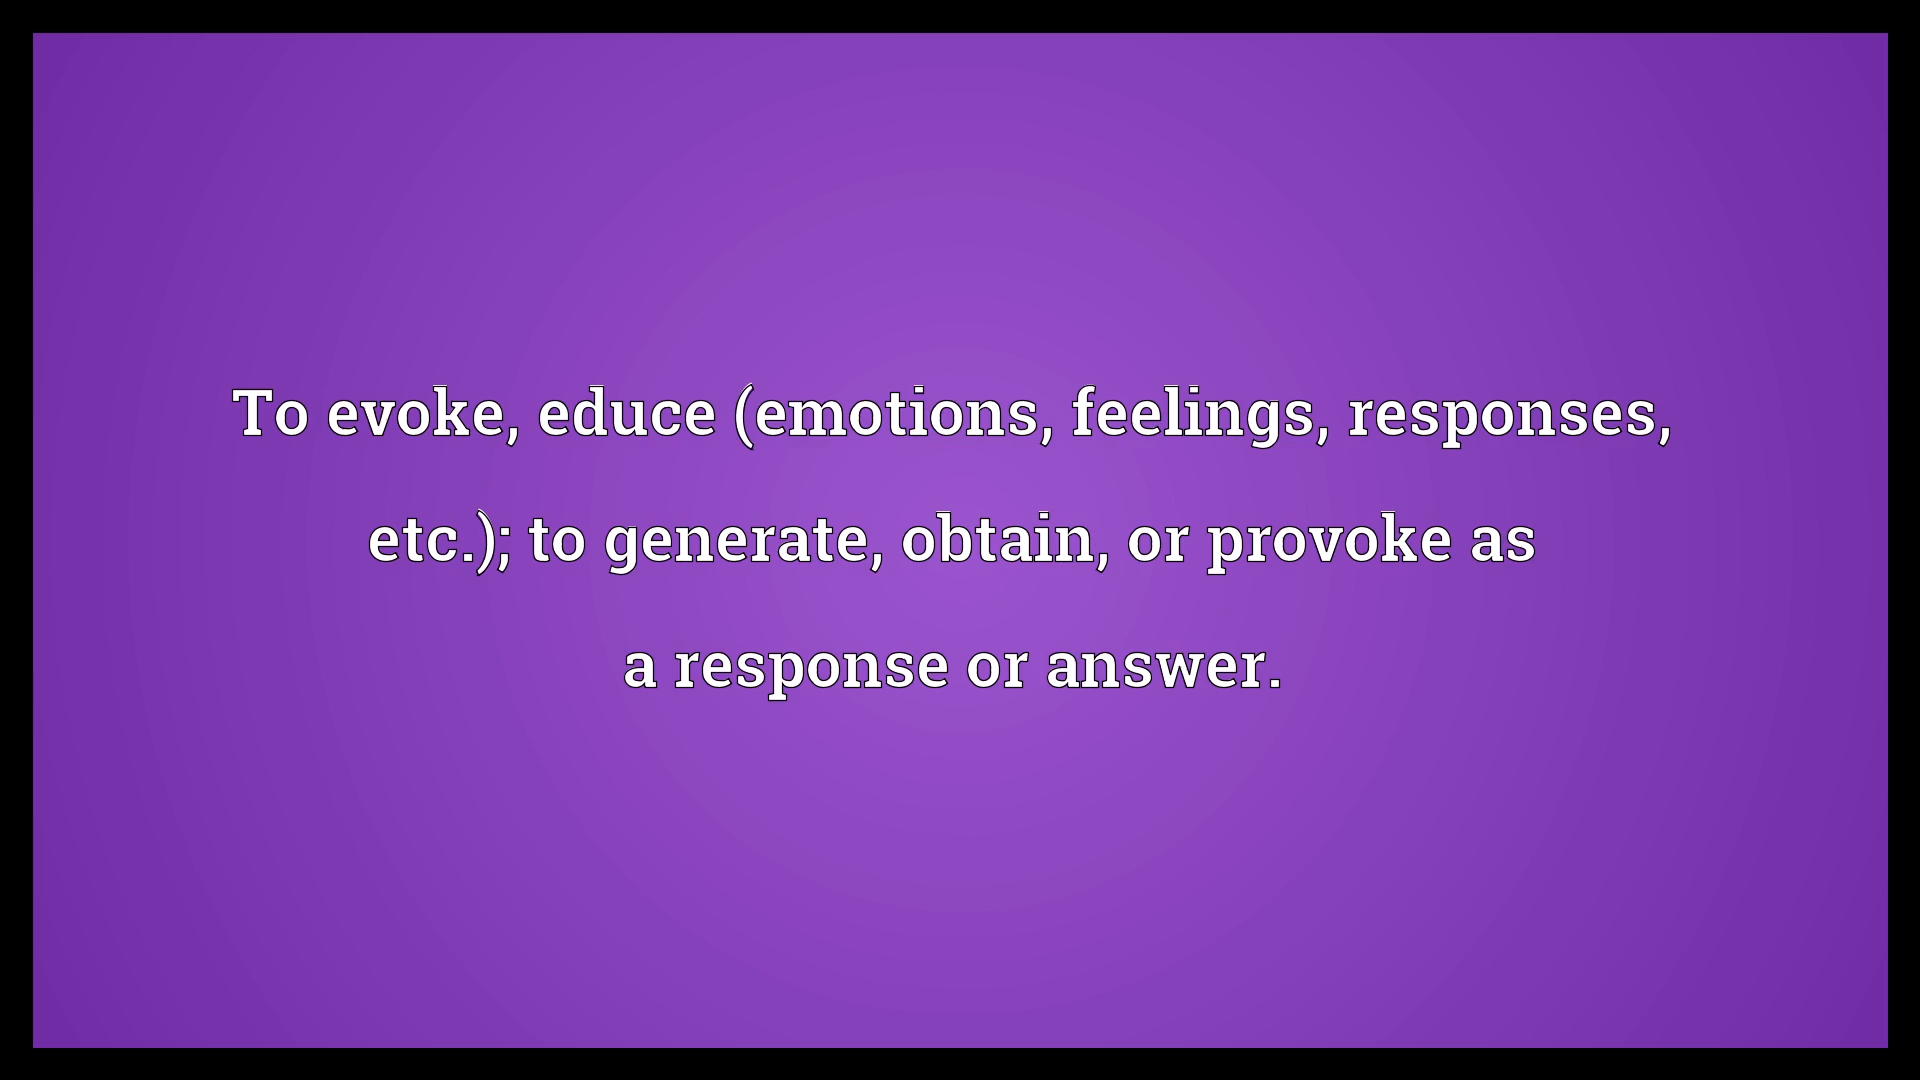 To evoke, educe (emotions, feelings, responses,
etc.); to generate, obtain, or provoke as
a response or answer.